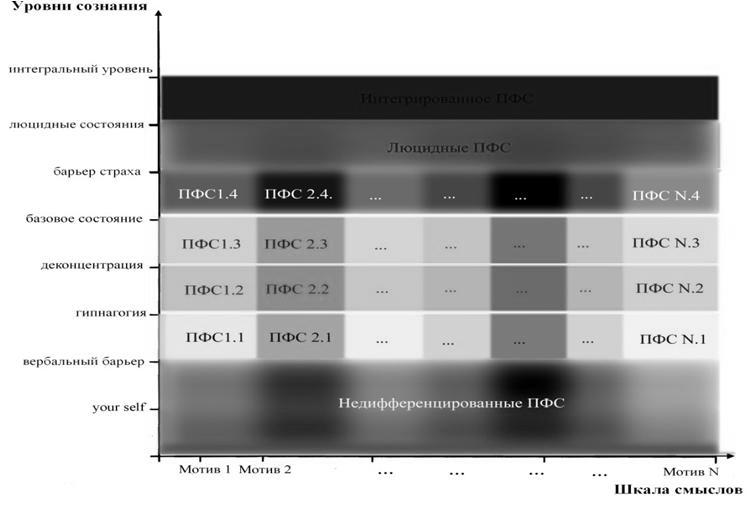 Уровни сознания
интегральный уровень
Интегрированное ПФС
люцидные состояния
Люцидные ПФС
барьер страха
ПФС1.4 ПФС 2.4. ... ... ... ... ПФС N.4
базовое состояние
ПФС1.3 ПФС 2.3 ... ... ... ... ПФС N.3
деконцентрация
ПФС1.2 ПФС 2.2 ... ... ... ... ПФС N.2
гипнагогия
ПФС1.1 ПФС 2.1 ... ... ... ... ПФС N.1
вербальный барьер
your self
Недифференцированные ПФС
Мотив 1 Мотив 2 ... ... ... ... Мотив N
Шкала смыслов